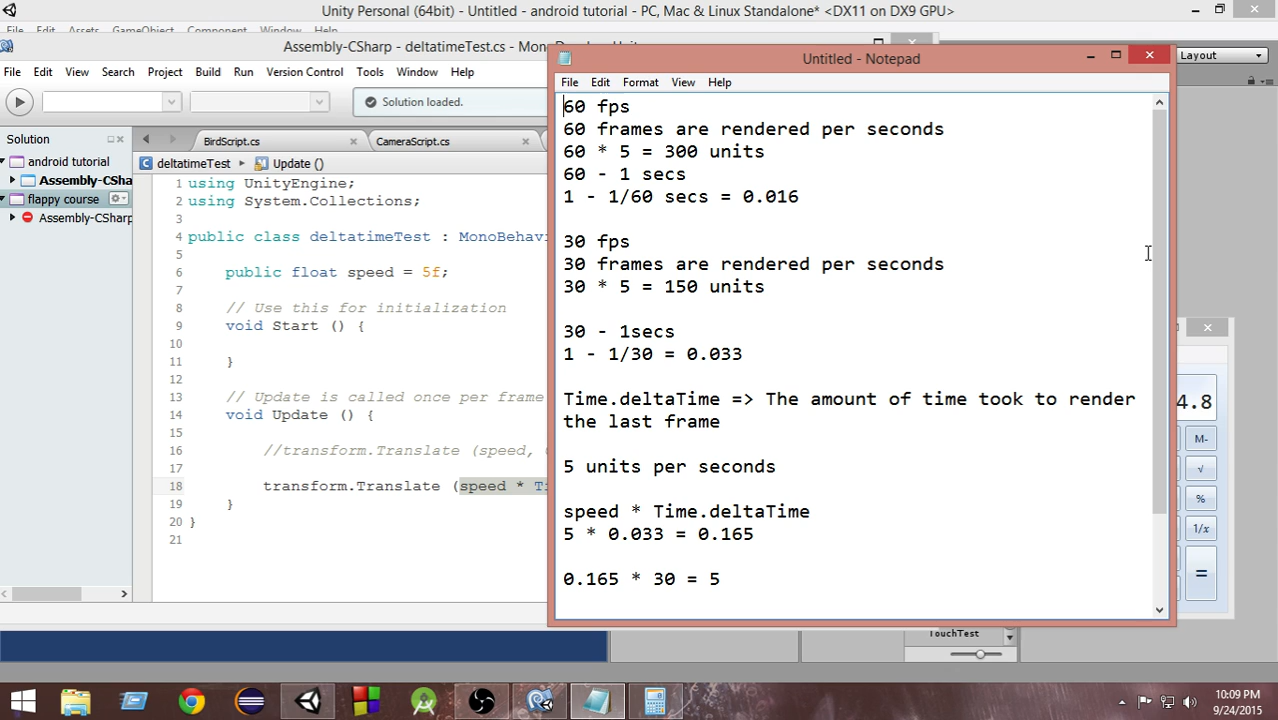 Unity Personal (64bit) - Untitled - android tutorial - PC, Mac & Linux Standalone* <DX11 on DX9 GPU>
File Edit Assets GameObject Component Window Help
Assembly-CSharp - deltatimeTest.cs -
Layout
File Edit View Search Project Build Run Version Control Tools Window Help
Solution loaded.
Solution
android tutorial
Assembly-CSha
flappy course
Assembly-CSharp
BirdScript.cs
CameraScript.cs
deltatimeTest
Update ()
1 using UnityEngine;
2 using System.Collections;
3
4 public class deltatimeTest : MonoBehavi
5
6 public float speed = 5f;
7
8 // Use this for initialization
9 void Start () {
10
11 }
12
13 // Update is called once per frame
14 void Update () {
15
16 //transform.Translate (speed,
17
18 transform.Translate (speed * Ti
19 }
20 }
21
Untitled - Notepad
File Edit Format View Help
60 fps
60 frames are rendered per seconds
60 * 5 = 300 units
60 - 1 secs
1 - 1/60 secs = 0.016
30 fps
30 frames are rendered per seconds
30 * 5 = 150 units
30 - 1secs
1 - 1/30 = 0.033
Time.deltaTime => The amount of time took to render
the last frame
5 units per seconds
speed * Time.deltaTime
5 * 0.033 = 0.165
0.165 * 30 = 5
4.8
M-
√
%
1/x
=
TouchTest
10:09 PM
9/24/2015